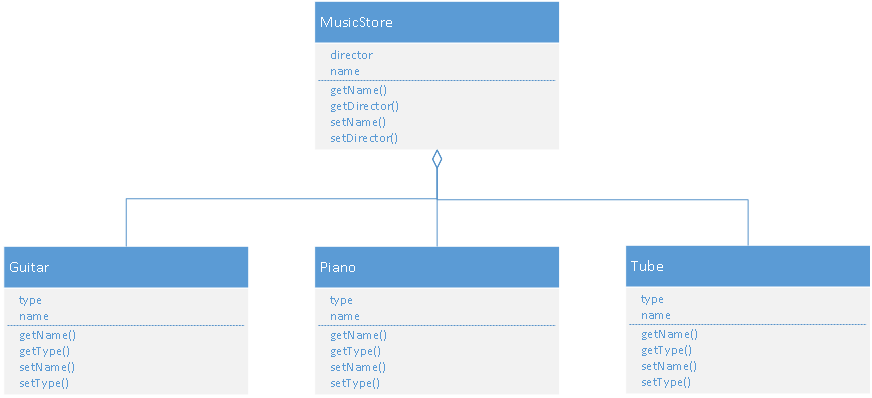 MusicStore
director
name
getName()
getDirector()
setName()
setDirector()
Guitar
type
name
getName()
getType()
setName()
setType()
Piano
type
name
getName()
getType()
setName()
setType()
Tube
type
name
getName()
getType()
setName()
setType()